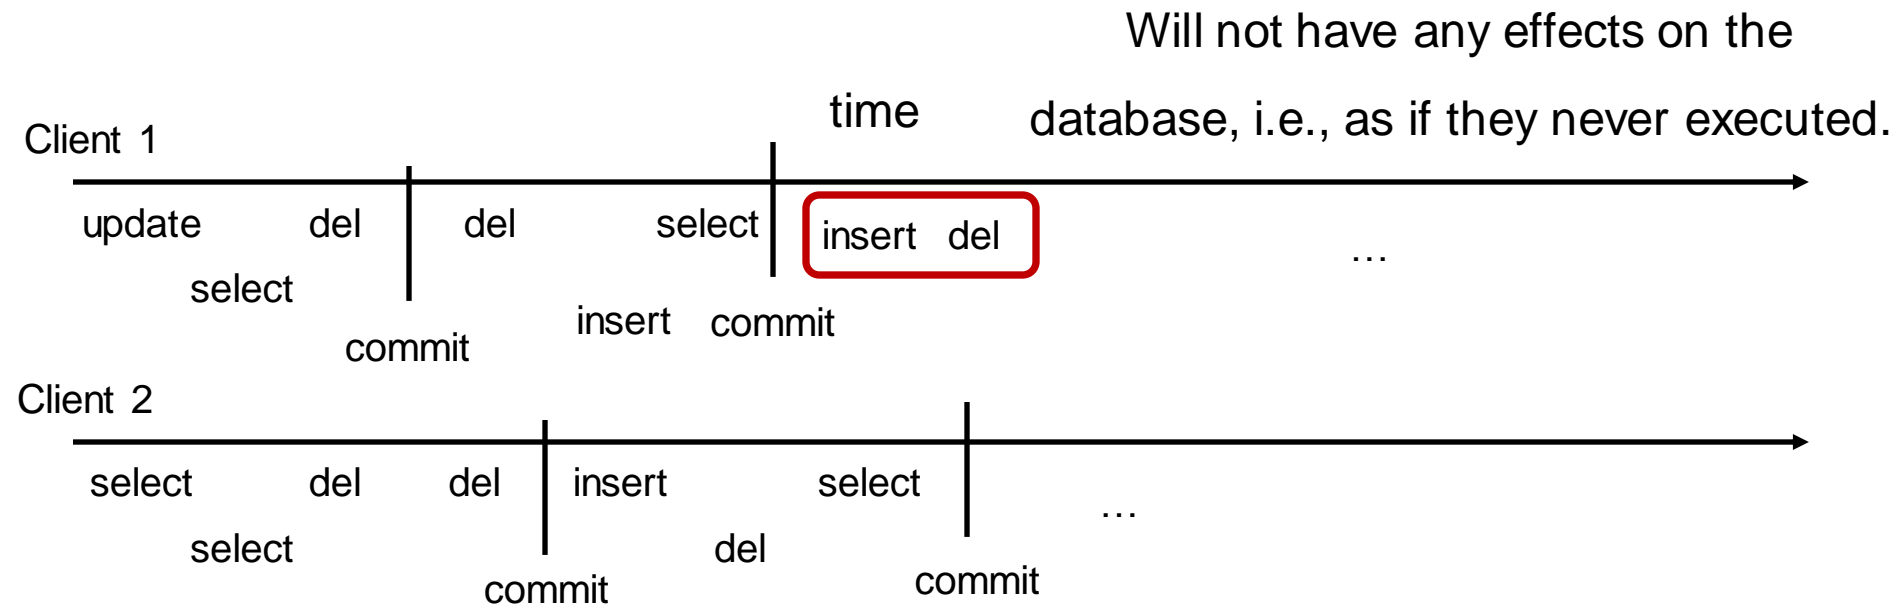 Will not have any effects on the
time database, i.e., as if they never executed.
Client 1
update del del select insert del
select
...
insert commit
commit
Client 2
select del del insert select
...
select del
commit commit